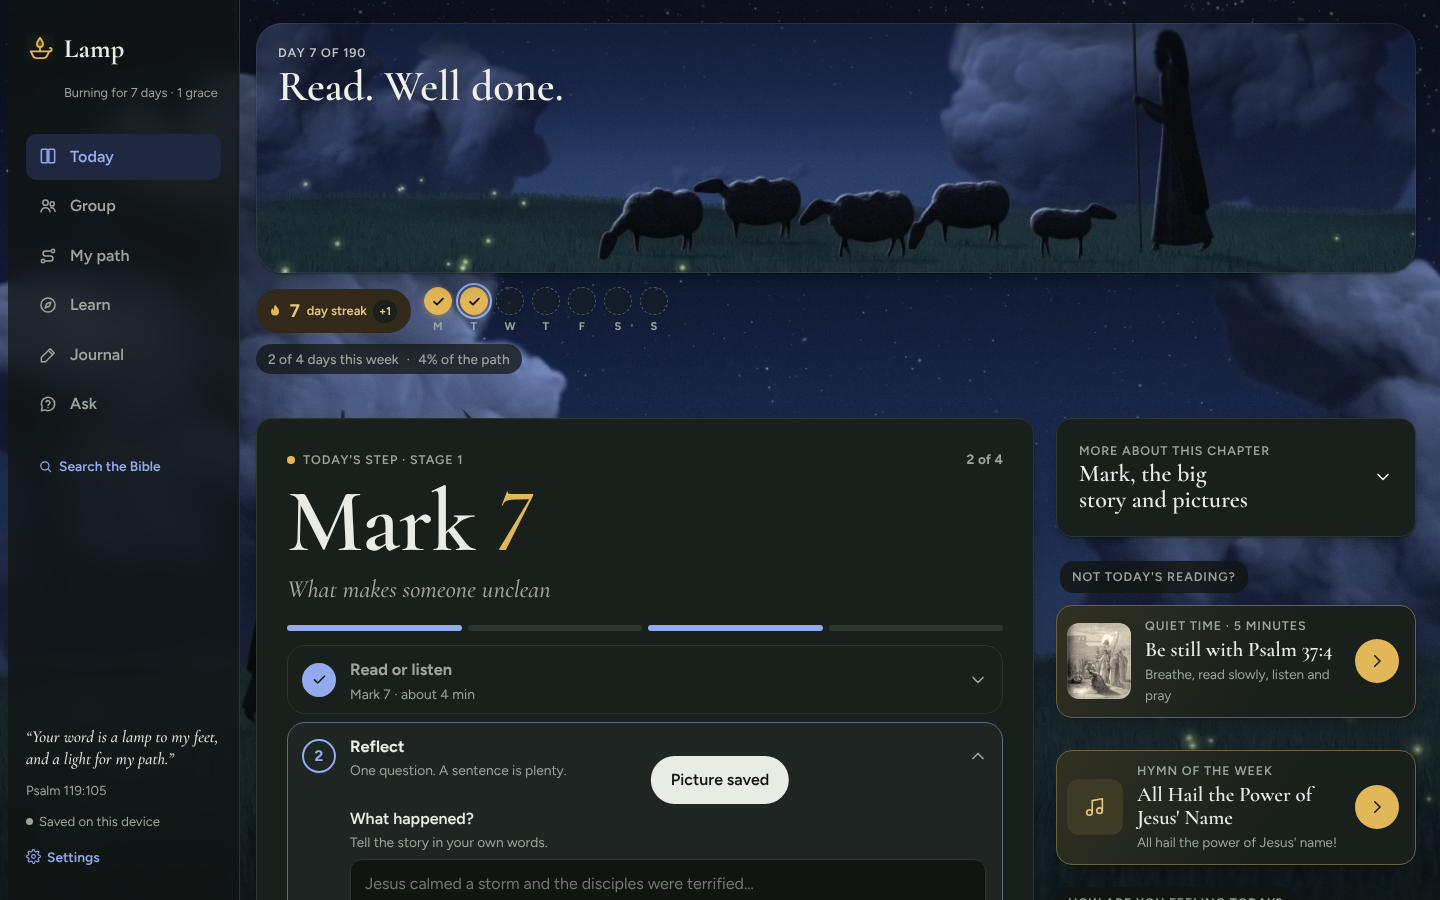 Lamp
Burning for 7 days · 1 grace
Today
Group
My path
Learn
Journal
Ask
Search the Bible
“Your word is a lamp to my feet,
and a light for my path.”
Psalm 119:105
Saved on this device
Settings
DAY 7 OF 190
Read. Well done.
7 day streak +1
M T W T F S S
2 of 4 days this week · 4% of the path
TODAY'S STEP · STAGE 1
2 of 4
Mark 7
What makes someone unclean
Read or listen
Mark 7 · about 4 min
2
Reflect
One question. A sentence is plenty.
Picture saved
What happened?
Tell the story in your own words.
Jesus calmed a storm and the disciples were terrified...
MORE ABOUT THIS CHAPTER
Mark, the big
story and pictures
NOT TODAY'S READING?
QUIET TIME · 5 MINUTES
Be still with Psalm 37:4
Breathe, read slowly, listen and
pray
HYMN OF THE WEEK
All Hail the Power of
Jesus' Name
All hail the power of Jesus' name!
HOW ARE YOU FEELING TODAY?